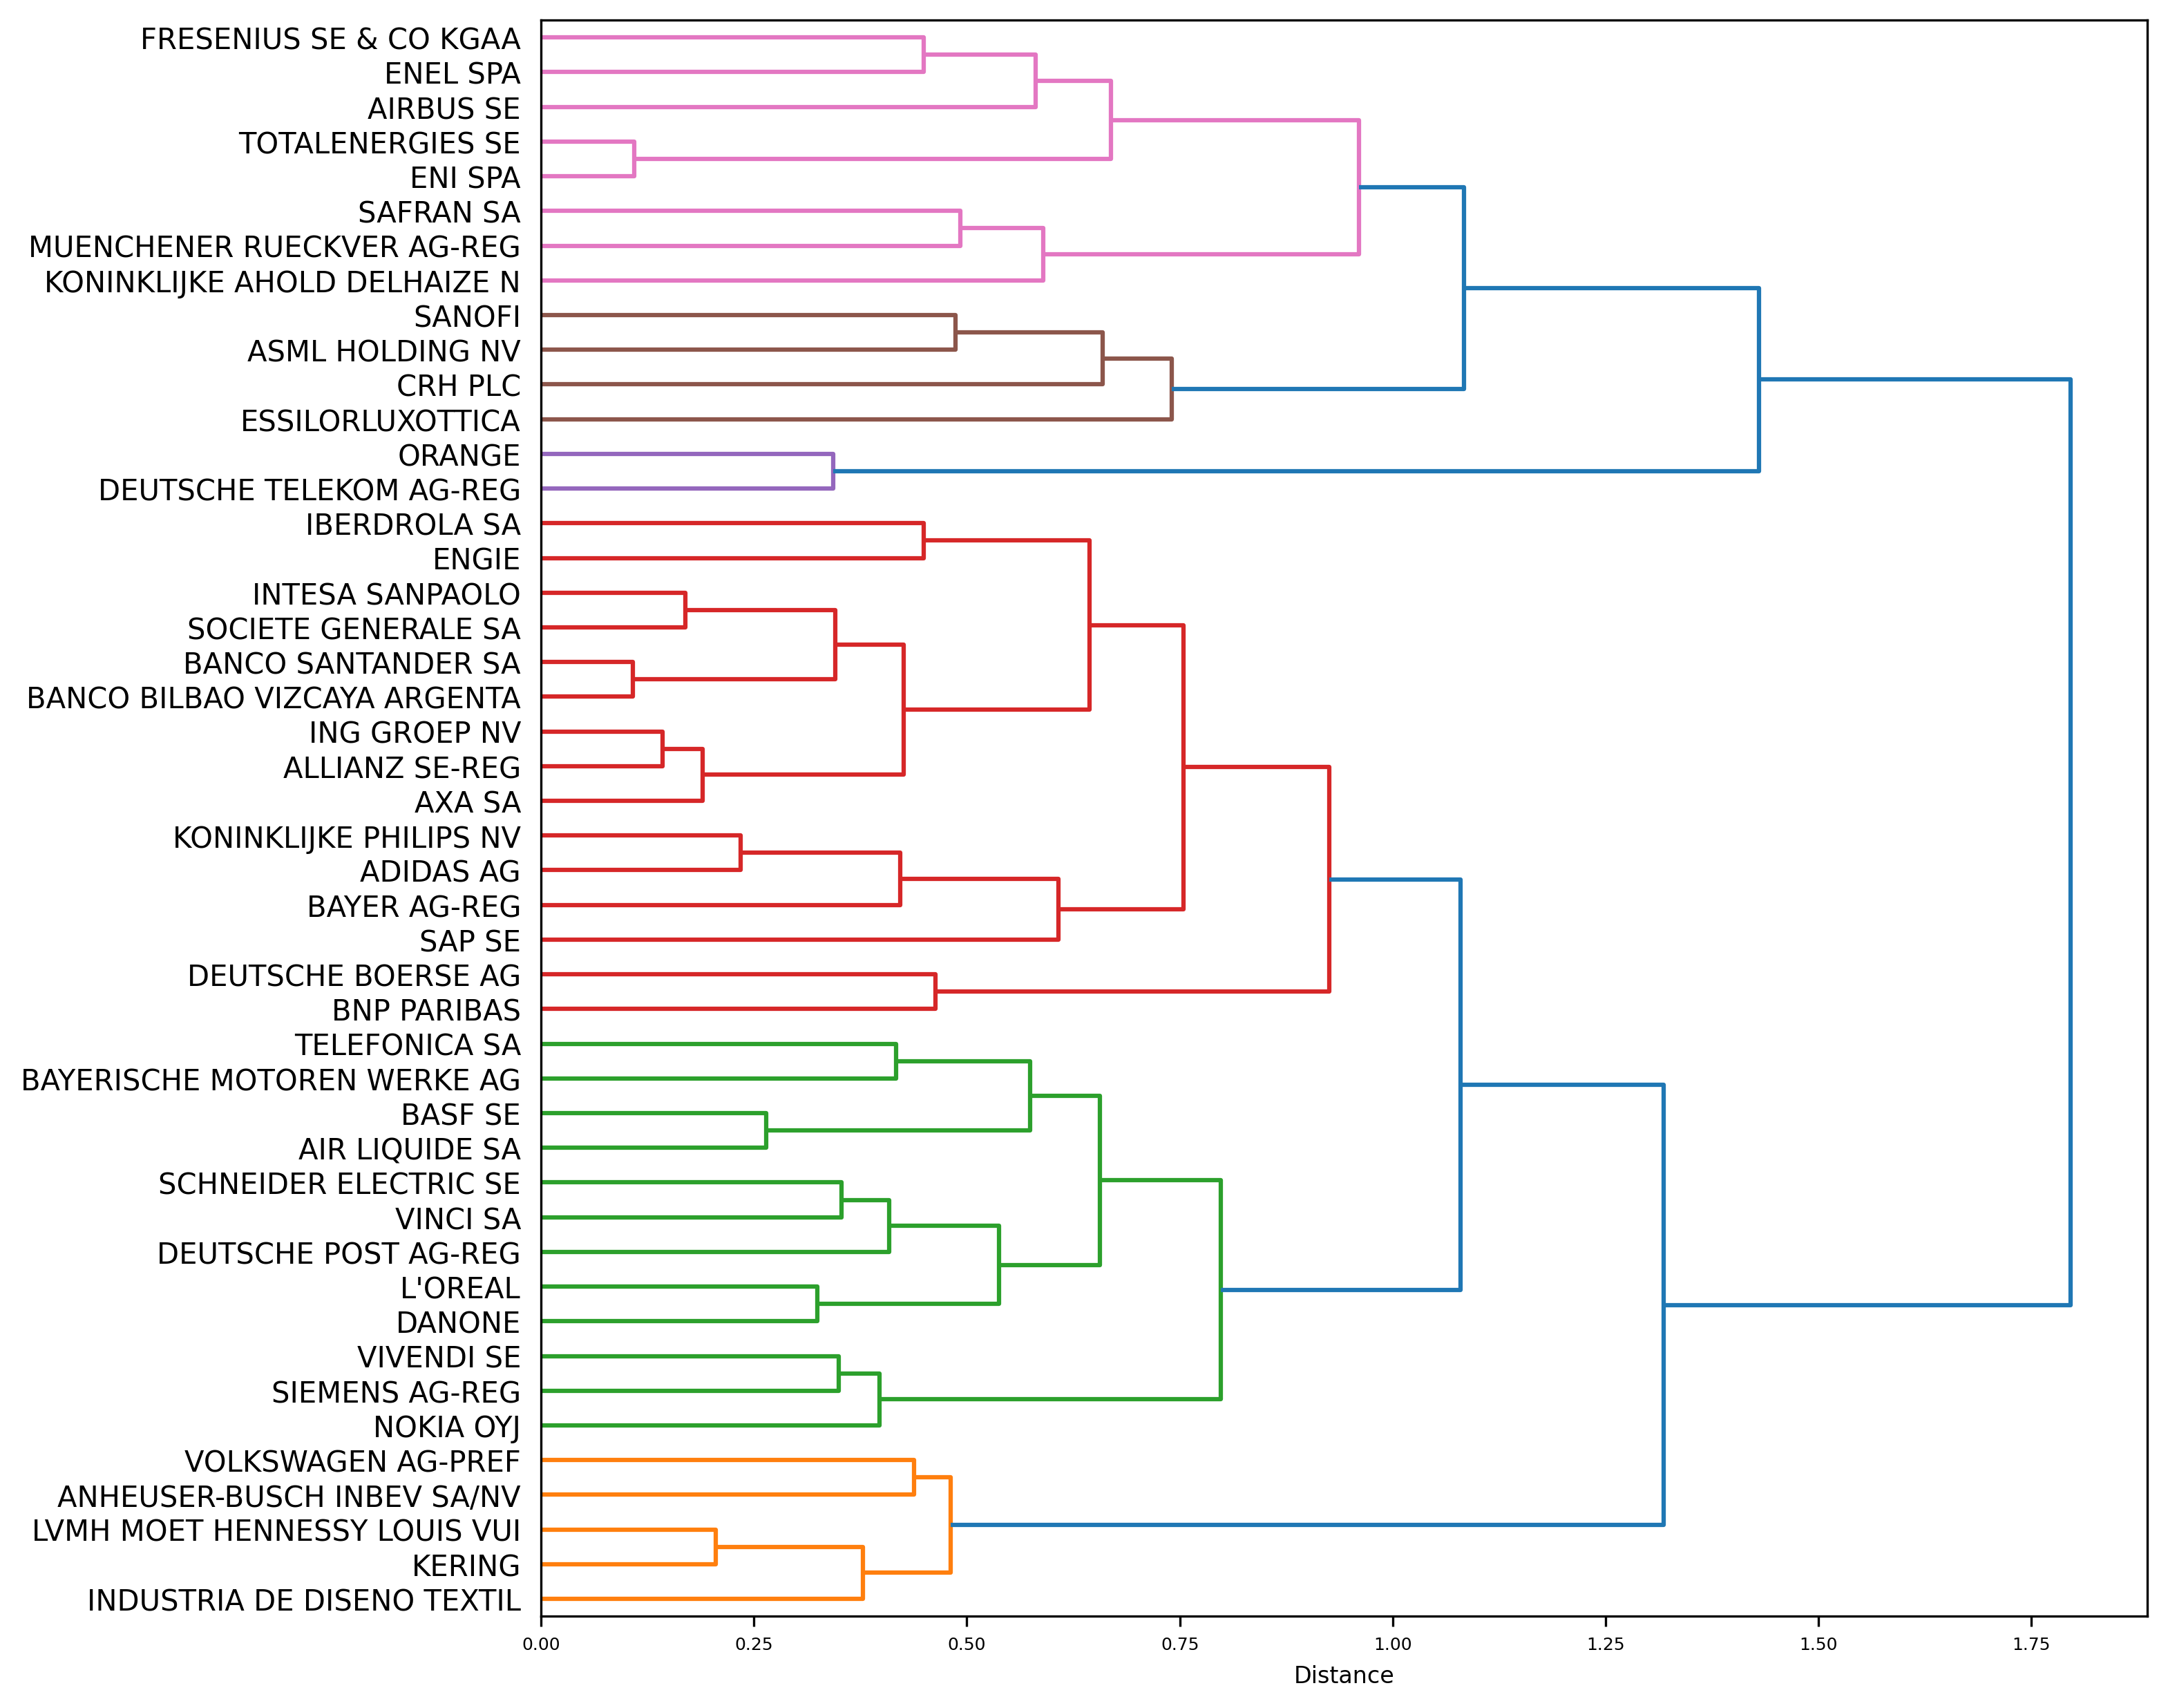 FRESENIUS SE & CO KGAA
ENEL SPA
AIRBUS SE
TOTALENERGIES SE
ENI SPA
SAFRAN SA
MUENCHENER RUECKVER AG-REG
KONINKLIJKE AHOLD DELHAIZE N
SANOFI
ASML HOLDING NV
CRH PLC
ESSILORLUXOTTICA
ORANGE
DEUTSCHE TELEKOM AG-REG
IBERDROLA SA
ENGIE
INTESA SANPAOLO
SOCIETE GENERALE SA
BANCO SANTANDER SA
BANCO BILBAO VIZCAYA ARGENTA
ING GROEP NV
ALLIANZ SE-REG
AXA SA
KONINKLIJKE PHILIPS NV
ADIDAS AG
BAYER AG-REG
SAP SE
DEUTSCHE BOERSE AG
BNP PARIBAS
TELEFONICA SA
BAYERISCHE MOTOREN WERKE AG
BASF SE
AIR LIQUIDE SA
SCHNEIDER ELECTRIC SE
VINCI SA
DEUTSCHE POST AG-REG
L'OREAL
DANONE
VIVENDI SE
SIEMENS AG-REG
NOKIA OYJ
VOLKSWAGEN AG-PREF
ANHEUSER-BUSCH INBEV SA/NV
LVMH MOET HENNESSY LOUIS VUI
KERING
INDUSTRIA DE DISENO TEXTIL
0.00 0.25 0.50 0.75 1.00 1.25 1.50 1.75
Distance